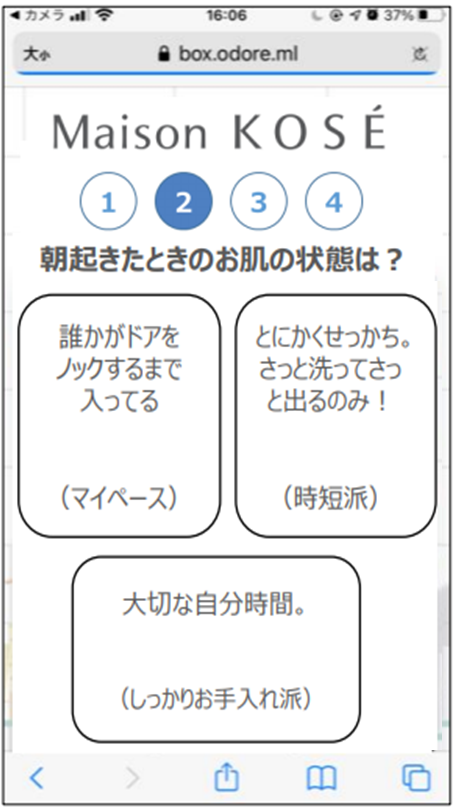 カメラ 16:06 37%
大小 box.odore.ml
Maison KOSÉ
1 2 3 4
朝起きたときのお肌の状態は？
誰かがドアを
ノックするまで
入ってる
（マイペース）
とにかくせっかち。
さっと洗ってさっ
と出るのみ！
（時短派）
大切な自分時間。
（しっかりお手入れ派）